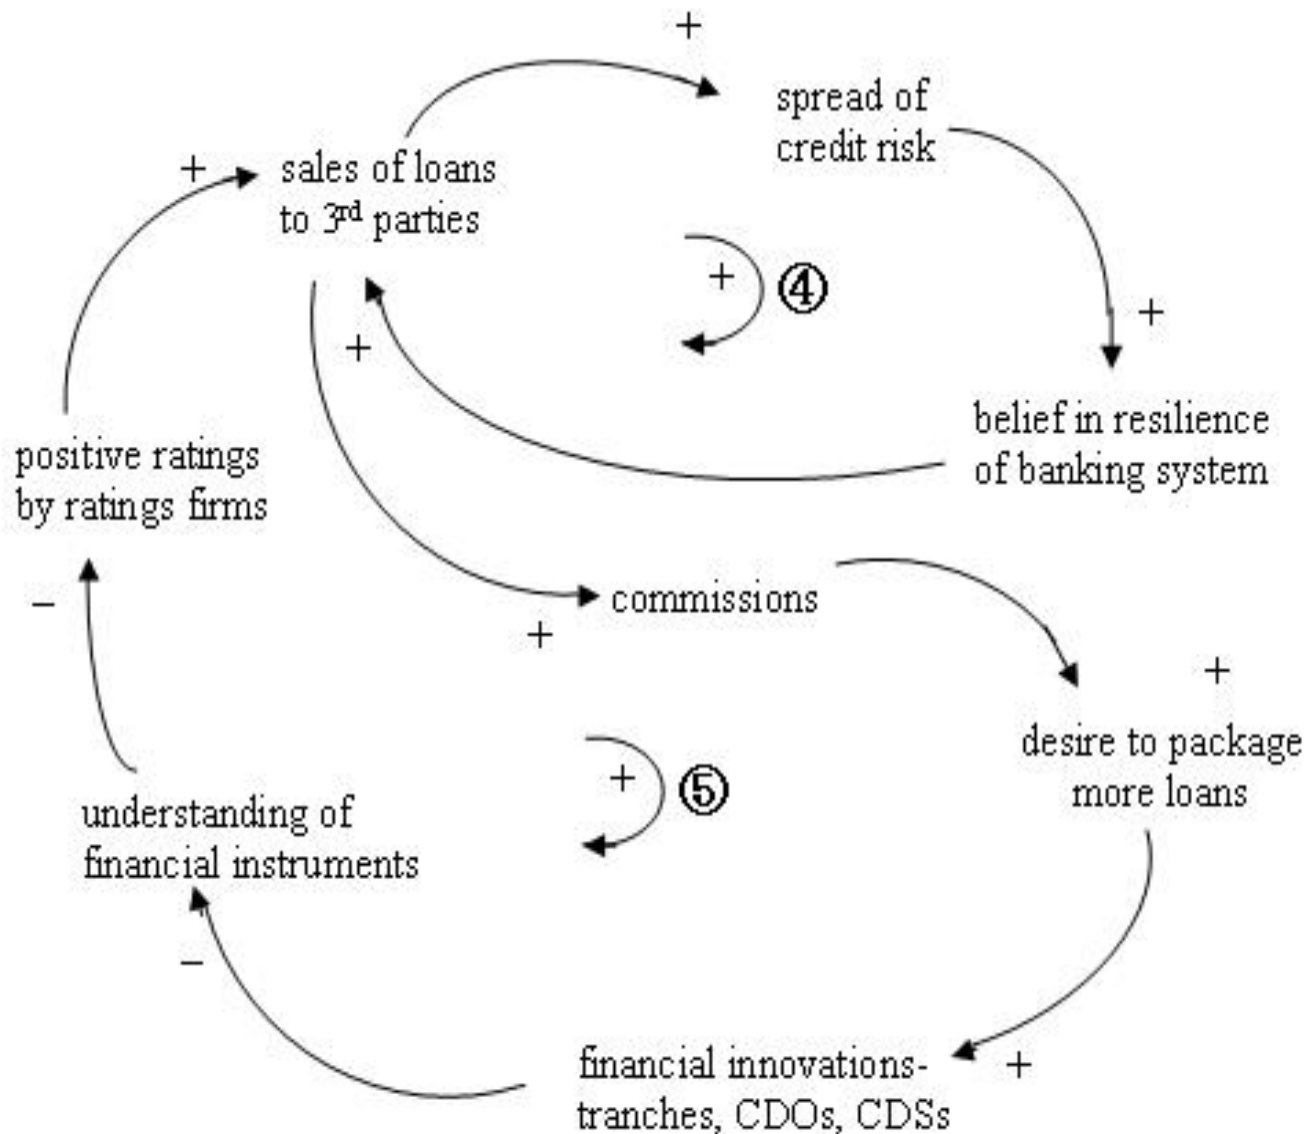 +
spread of
credit risk
+
sales of loans
to 3rd parties
+
④
+
+
belief in resilience
of banking system
positive ratings
by ratings firms
–
commissions
+
+
desire to package
more loans
+
⑤
understanding of
financial instruments
–
financial innovations-
tranches, CDOs, CDSs
+